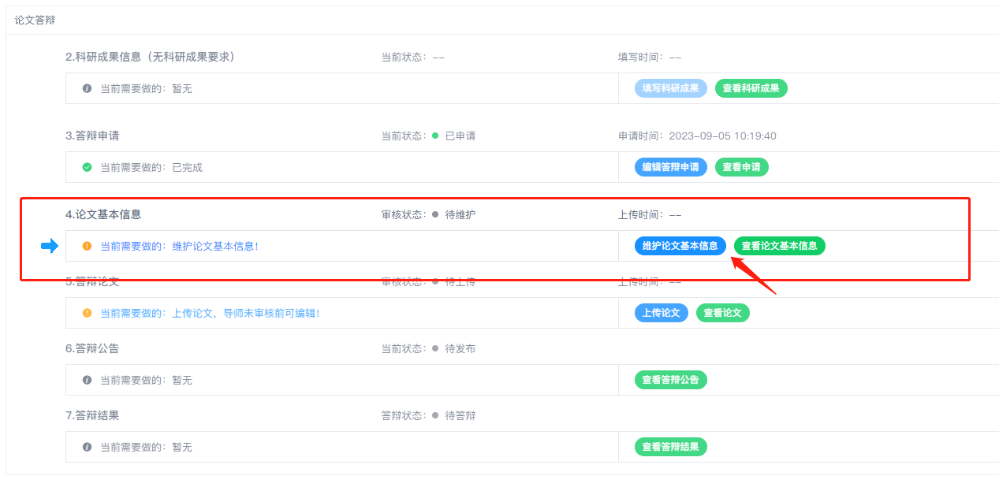 论文答辩
2.科研成果信息（无科研成果要求） 当前状态：-- 填写时间：--
当前需要做的：暂无 填写科研成果 查看科研成果
3.答辩申请 当前状态： 已申请 申请时间：2023-09-05 10:19:40
当前需要做的：已完成 编辑答辩申请 查看申请
4.论文基本信息 审核状态： 待维护 上传时间：--
当前需要做的：维护论文基本信息！ 维护论文基本信息 查看论文基本信息
5.答辩论文 审核状态： 待上传 上传时间：--
当前需要做的：上传论文，导师未审核前可编辑！ 上传论文 查看论文
6.答辩公告 当前状态： 待发布
当前需要做的：暂无 查看答辩公告
7.答辩结果 答辩状态： 待答辩
当前需要做的：暂无 查看答辩结果